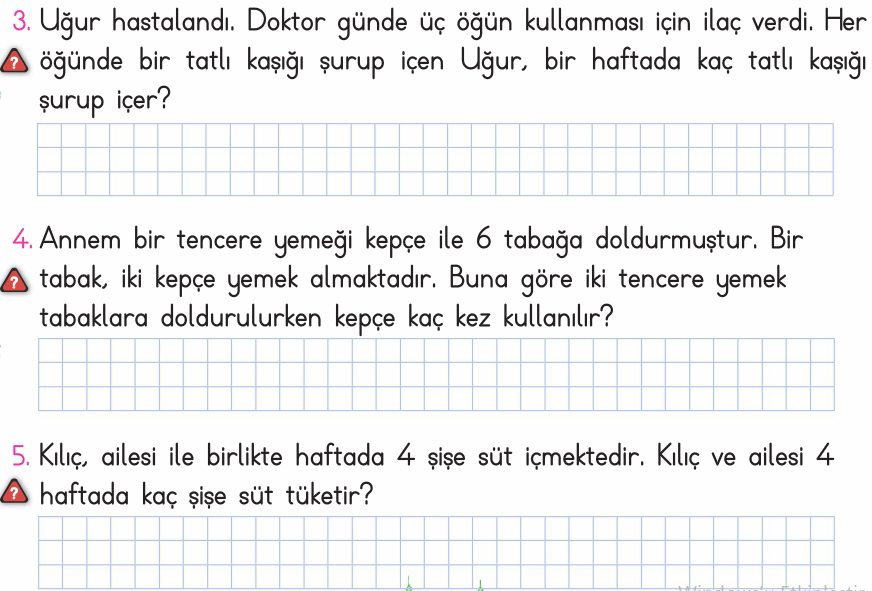 3. Uğur hastalandı. Doktor günde üç öğün kullanması için ilaç verdi. Her
? öğünde bir tatlı kaşığı şurup içen Uğur, bir haftada kaç tatlı kaşığı
şurup içer?
4. Annem bir tencere yemeği kepçe ile 6 tabağa doldurmuştur. Bir
? tabak, iki kepçe yemek almaktadır. Buna göre iki tencere yemek
tabaklara doldurulurken kepçe kaç kez kullanılır?
5. Kılıç, ailesi ile birlikte haftada 4 şişe süt içmektedir. Kılıç ve ailesi 4
? haftada kaç şişe süt tüketir?